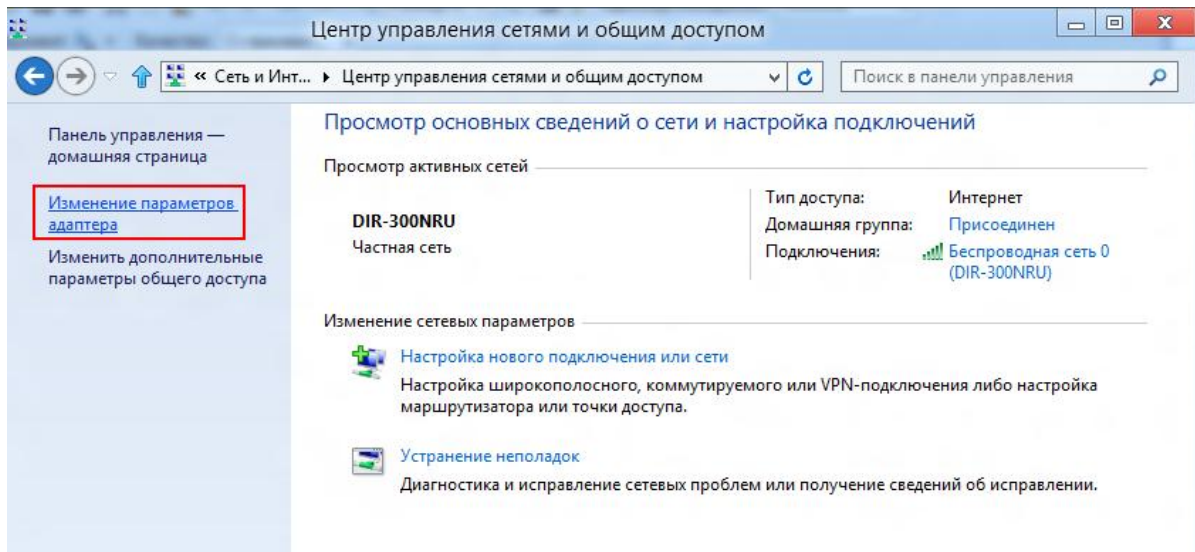 Центр управления сетями и общим доступом
« Сеть и Инт... ▸ Центр управления сетями и общим доступом
Поиск в панели управления
Панель управления —
домашняя страница
Изменение параметров
адаптера
Изменить дополнительные
параметры общего доступа
Просмотр основных сведений о сети и настройка подключений
Просмотр активных сетей
DIR-300NRU
Частная сеть
Тип доступа: Интернет
Домашняя группа: Присоединен
Подключения: Беспроводная сеть 0
(DIR-300NRU)
Изменение сетевых параметров
Настройка нового подключения или сети
Настройка широкополосного, коммутируемого или VPN-подключения либо настройка
маршрутизатора или точки доступа.
Устранение неполадок
Диагностика и исправление сетевых проблем или получение сведений об исправлении.